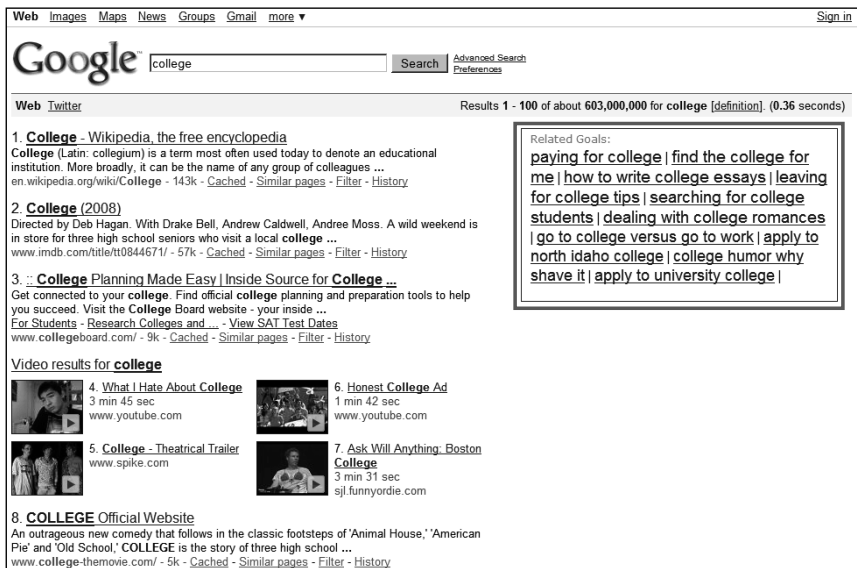 Web Images Maps News Groups Gmail more ▼ Sign in
Google™ college Search Advanced Search
Preferences
Web Twitter Results 1 - 100 of about 603,000,000 for college [definition]. (0.36 seconds)
1. College - Wikipedia, the free encyclopedia
College (Latin: collegium) is a term most often used today to denote an educational
institution. More broadly, it can be the name of any group of colleagues ...
en.wikipedia.org/wiki/College - 143k - Cached - Similar pages - Filter - History
2. College (2008)
Directed by Deb Hagan. With Drake Bell, Andrew Caldwell, Andree Moss. A wild weekend is
in store for three high school seniors who visit a local college ...
www.imdb.com/title/tt0844671/ - 57k - Cached - Similar pages - Filter - History
3. :: College Planning Made Easy | Inside Source for College ...
Get connected to your college. Find official college planning and preparation tools to help
you succeed. Visit the College Board website - your inside ...
For Students - Research Colleges and ... - View SAT Test Dates
www.collegeboard.com/ - 9k - Cached - Similar pages - Filter - History
Video results for college
4. What I Hate About College
3 min 45 sec
www.youtube.com
6. Honest College Ad
1 min 42 sec
www.youtube.com
5. College - Theatrical Trailer
www.spike.com
7. Ask Will Anything: Boston
College
3 min 31 sec
sjl.funnyordie.com
8. COLLEGE Official Website
An outrageous new comedy that follows in the classic footsteps of 'Animal House,' 'American
Pie' and 'Old School,' COLLEGE is the story of three high school ...
www.college-themovie.com/ - 5k - Cached - Similar pages - Filter - History
Related Goals:
paying for college | find the college for
me | how to write college essays | leaving
for college tips | searching for college
students | dealing with college romances
| go to college versus go to work | apply to
north idaho college | college humor why
shave it | apply to university college |